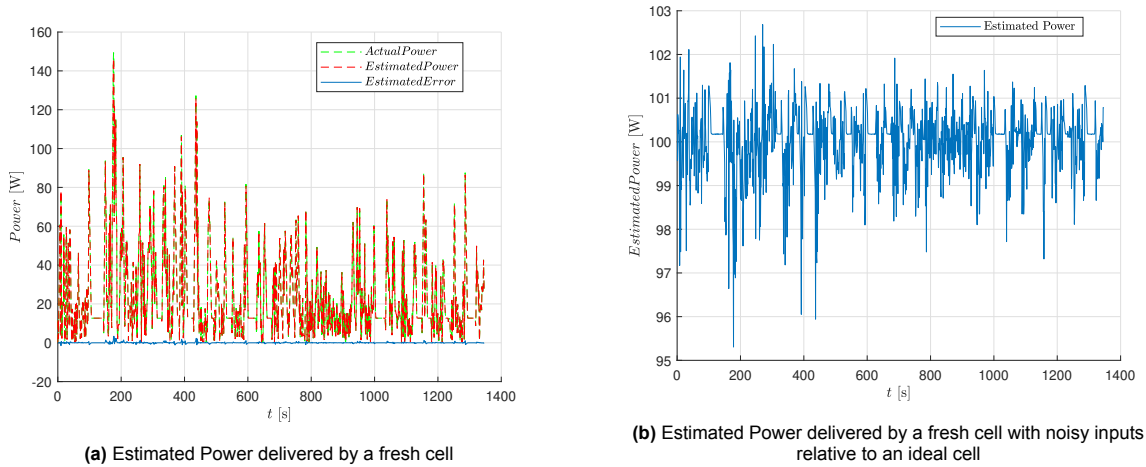 160
140
120
100
80
60
40
20
0
-20
Power [W]
ActualPower
EstimatedPower
EstimatedError
0 200 400 600 800 1000 1200 1400
t [s]
(a) Estimated Power delivered by a fresh cell
103
102
101
100
99
98
97
96
95
EstimatedPower [W]
Estimated Power
0 200 400 600 800 1000 1200 1400
t [s]
(b) Estimated Power delivered by a fresh cell with noisy inputs
relative to an ideal cell